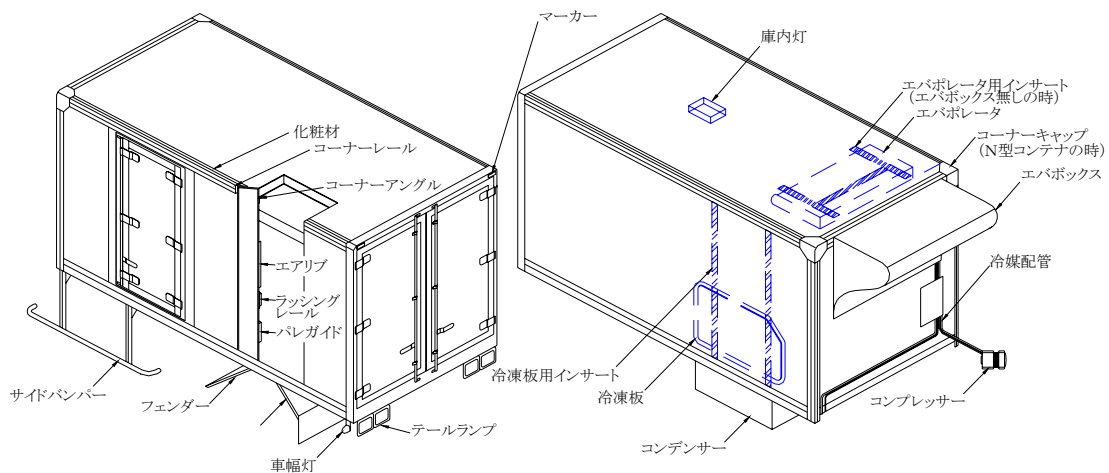 マーカー
化粧材
コーナーレール
コーナーアングル
エアリブ
ラッシング
レール
パレガイド
サイドバンパー
フェンダー
車幅灯
テールランプ
庫内灯
エバポレータ用インサート
(エバボックス無しの時)
エバポレータ
コーナーキャップ
(N型コンテナの時)
エバボックス
冷媒配管
冷凍板用インサート
冷凍板
コンデンサー
コンプレッサー